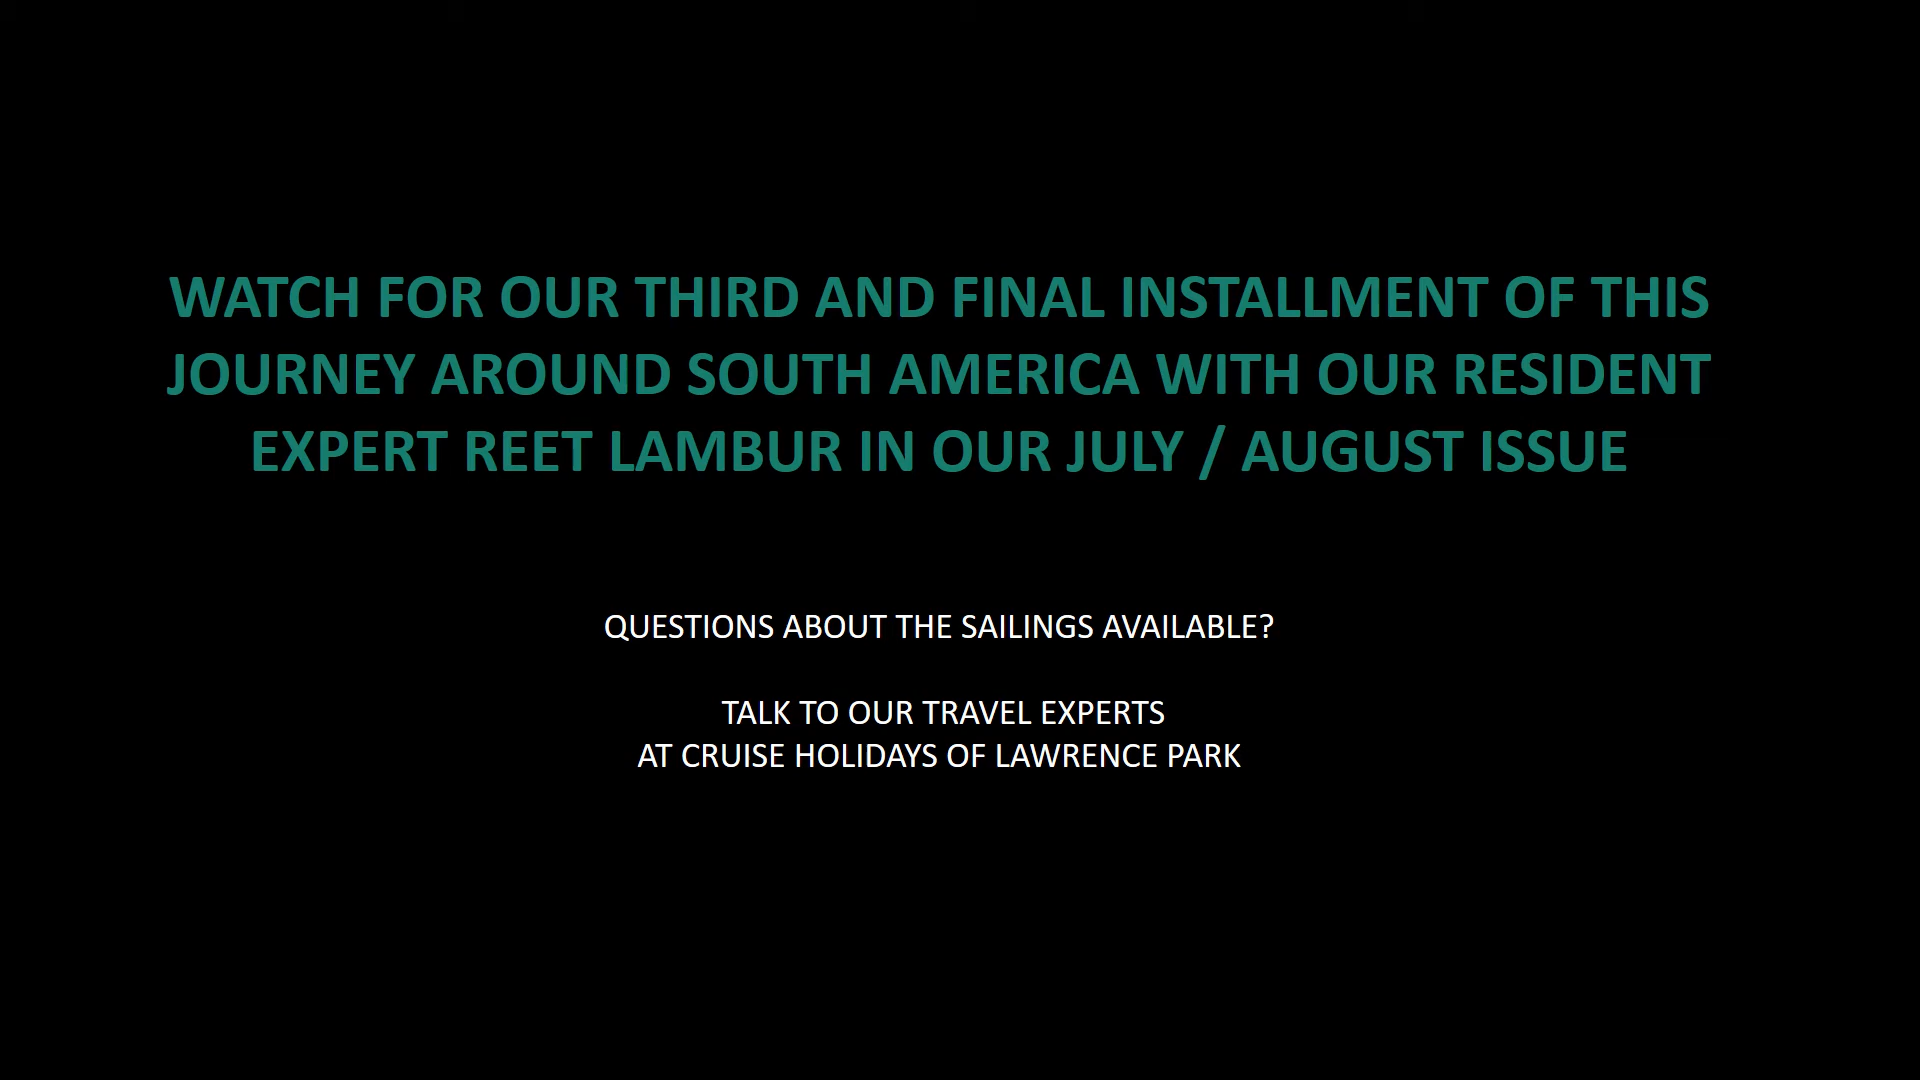 WATCH FOR OUR THIRD AND FINAL INSTALLMENT OF THIS
JOURNEY AROUND SOUTH AMERICA WITH OUR RESIDENT
EXPERT REET LAMBUR IN OUR JULY / AUGUST ISSUE
QUESTIONS ABOUT THE SAILINGS AVAILABLE?
TALK TO OUR TRAVEL EXPERTS
AT CRUISE HOLIDAYS OF LAWRENCE PARK